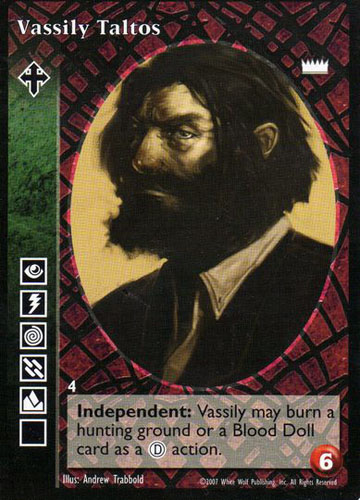 Vassily Taltos
4
Independent: Vassily may burn a
hunting ground or a Blood Doll
card as a Ⓓ action.
6
Illus: Andrew Trabbold
©2007 White Wolf Publishing, Inc. All Rights Reserved